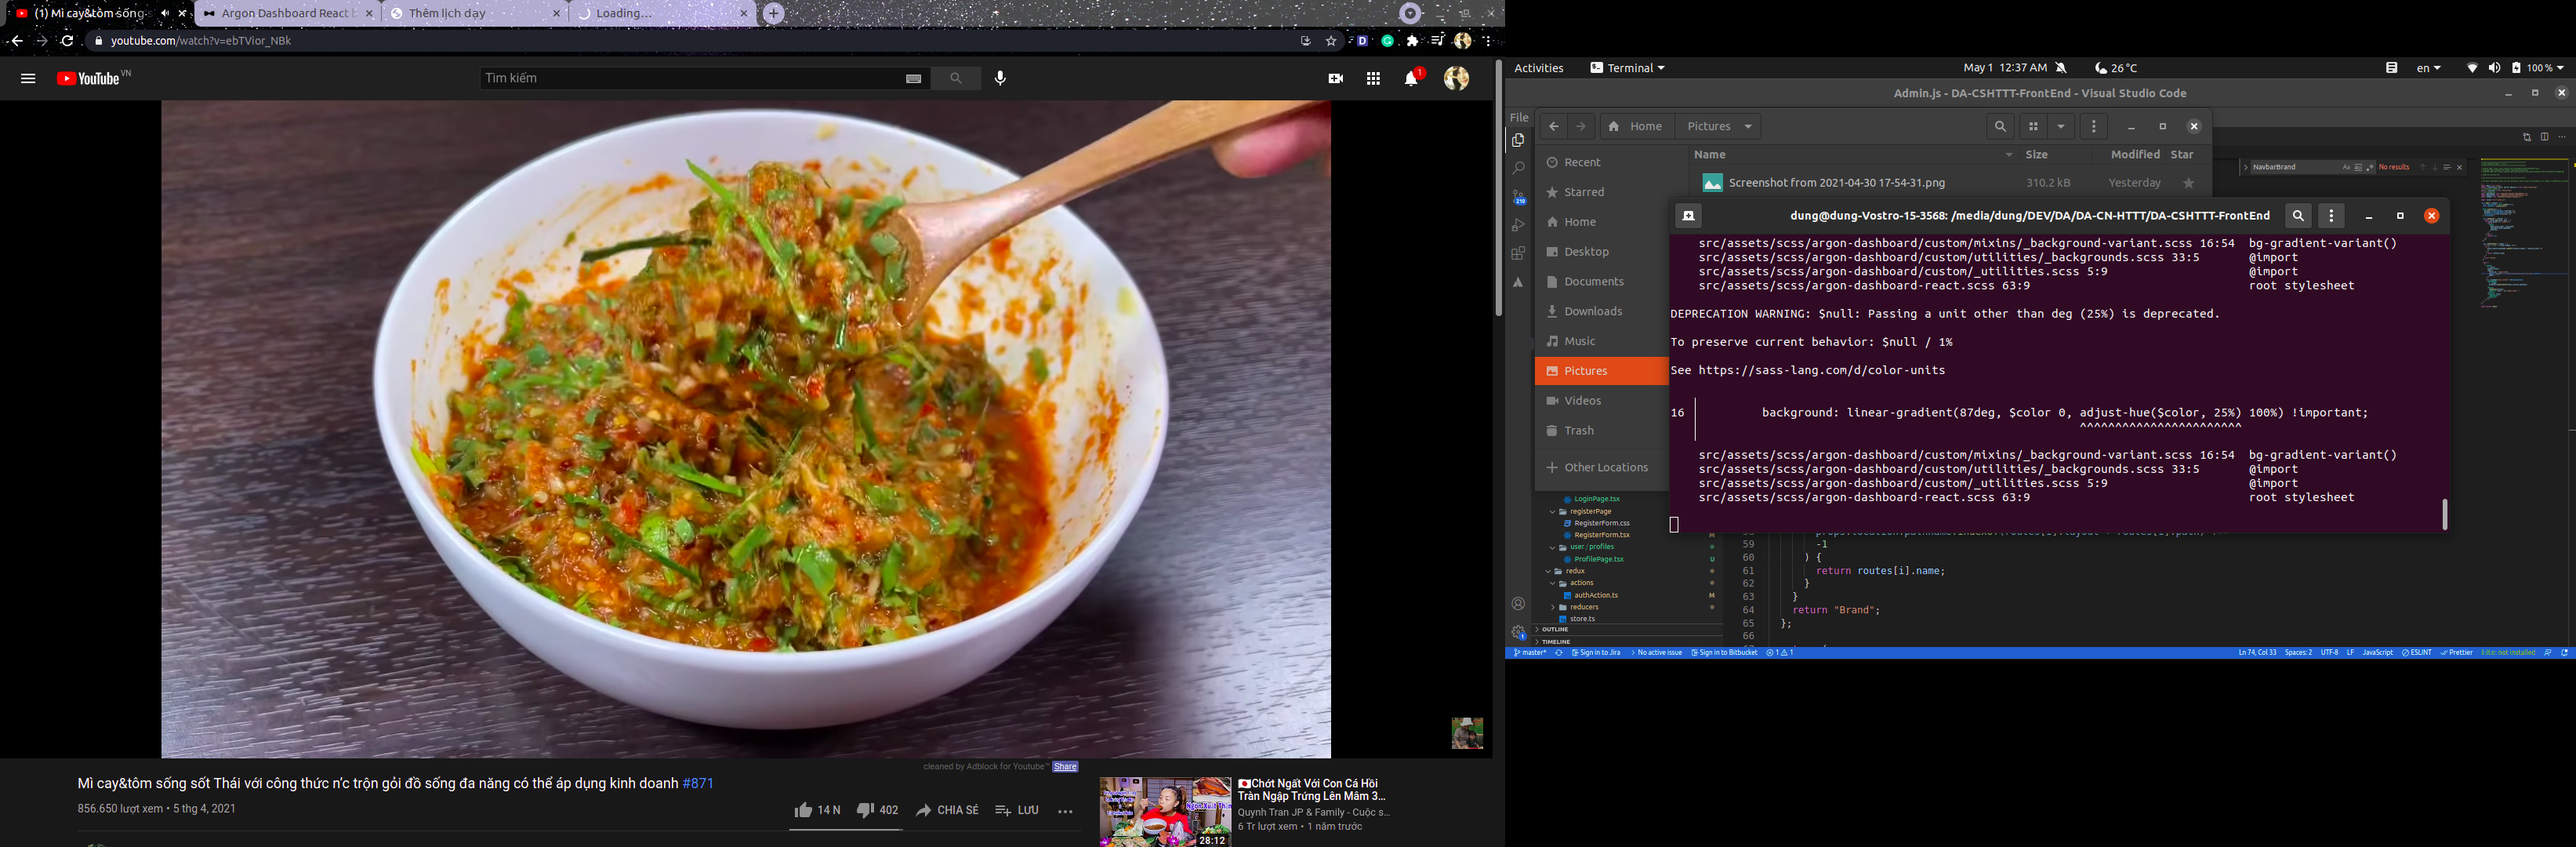 (1) Mì cay&tôm sống s
Argon Dashboard React b
Thêm lịch dạy
Loading...
youtube.com/watch?v=ebTVior_NBk
YouTube VN
Tìm kiếm
1
cleaned by Adblock for Youtube™ Share
Mì cay&tôm sống sốt Thái với công thức n'c trộn gỏi đồ sống đa năng có thể áp dụng kinh doanh #871
856.650 lượt xem • 5 thg 4, 2021
14 N
402
CHIA SẺ
LƯU
28:12
Chớt Ngất Với Con Cá Hồi
Tràn Ngập Trứng Lên Mâm 3...
Quynh Tran JP & Family - Cuộc s...
6 Tr lượt xem • 1 năm trước
Activities
Terminal
May 1 12:37 AM
26°C
en
100 %
Admin.js - DA-CSHTTT-FrontEnd - Visual Studio Code
File
Home
Pictures
Name
Size
Modified
Star
Screenshot from 2021-04-30 17-54-31.png
310.2 kB
Yesterday
Recent
Starred
Home
Desktop
Documents
Downloads
Music
Pictures
Videos
Trash
Other Locations
NavbarBrand
No results
dung@dung-Vostro-15-3568: /media/dung/DEV/DA/DA-CN-HTTT/DA-CSHTTT-FrontEnd
src/assets/scss/argon-dashboard/custom/mixins/_background-variant.scss 16:54 bg-gradient-variant()
src/assets/scss/argon-dashboard/custom/utilities/_backgrounds.scss 33:5 @import
src/assets/scss/argon-dashboard/custom/_utilities.scss 5:9 @import
src/assets/scss/argon-dashboard-react.scss 63:9 root stylesheet
DEPRECATION WARNING: $null: Passing a unit other than deg (25%) is deprecated.
To preserve current behavior: $null / 1%
See https://sass-lang.com/d/color-units
16 background: linear-gradient(87deg, $color 0, adjust-hue($color, 25%) 100%) !important;
^^^^^^^^^^^^^^^^^^^^^^^
src/assets/scss/argon-dashboard/custom/mixins/_background-variant.scss 16:54 bg-gradient-variant()
src/assets/scss/argon-dashboard/custom/utilities/_backgrounds.scss 33:5 @import
src/assets/scss/argon-dashboard/custom/_utilities.scss 5:9 @import
src/assets/scss/argon-dashboard-react.scss 63:9 root stylesheet
LoginPage.tsx
registerPage
RegisterForm.css
RegisterForm.tsx
user / profiles
ProfilePage.tsx U
redux
actions
authAction.ts M
reducers
store.ts
OUTLINE
TIMELINE
59 -1
60 ) {
61 return routes[i].name;
62 }
63 }
64 return "Brand";
65 };
66
master*
Sign in to Jira
No active issue
Sign in to Bitbucket
1 1
Ln 74, Col 33
Spaces: 2
UTF-8
LF
JavaScript
ESLINT
Prettier
kite: not installed